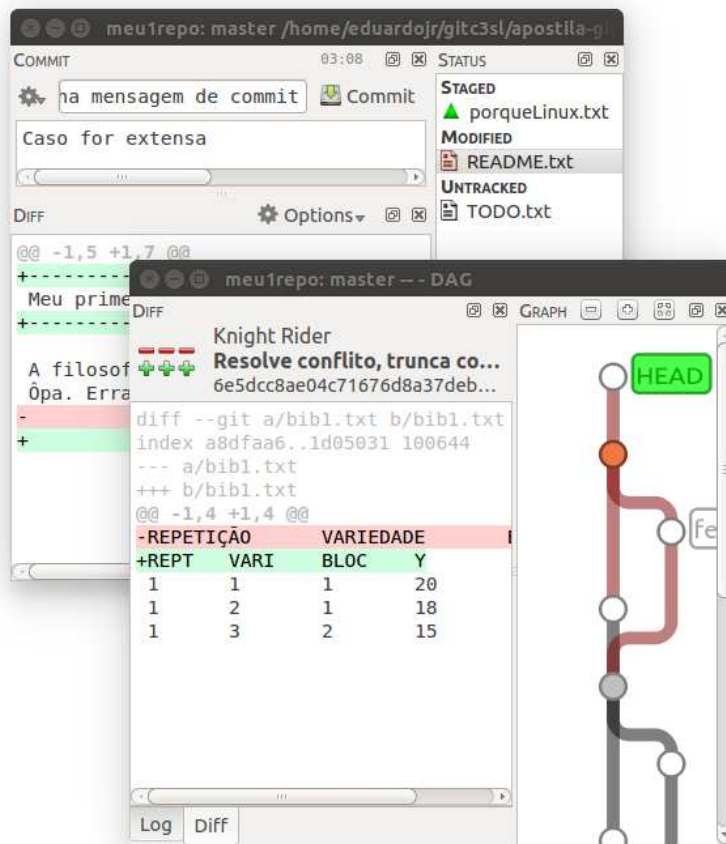 meu1repo: master /home/eduardojr/gitc3sl/apostila-gi
COMMIT 03:08
na mensagem de commit Commit
Caso for extensa
STATUS
STAGED
porqueLinux.txt
MODIFIED
README.txt
UNTRACKED
TODO.txt
DIFF Options
@@ -1,5 +1,7 @@
+----------
Meu prime
+----------
A filosof
Ôpa. Erra
-
+
meu1repo: master -- - DAG
DIFF
Knight Rider
Resolve conflito, trunca co...
6e5dcc8ae04c71676d8a37deb...
diff --git a/bib1.txt b/bib1.txt
index a8dfaa6..1d05031 100644
--- a/bib1.txt
+++ b/bib1.txt
@@ -1,4 +1,4 @@
-REPETIÇÃO VARIEDADE
+REPT VARI BLOC Y
1 1 1 20
1 2 1 18
1 3 2 15
Log Diff
GRAPH
HEAD
fe